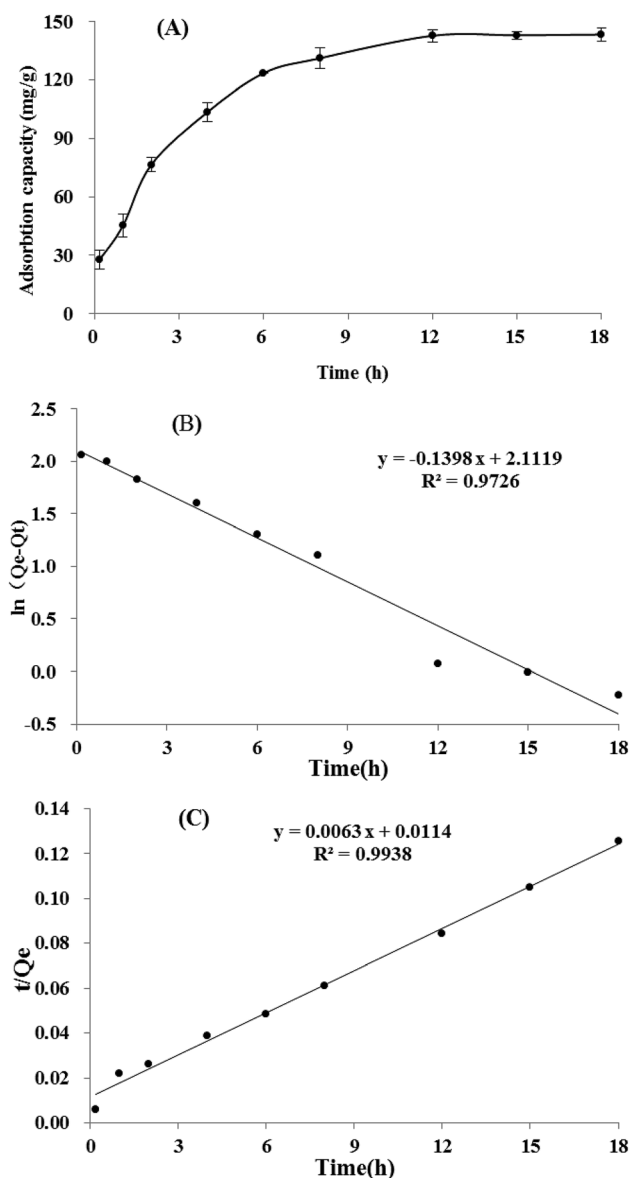 (A)
Adsorbtion capacity (mg/g)
150
120
90
60
30
0
0 3 6 9 12 15 18
Time (h)
(B)
y = -0.1398 x + 2.1119
R² = 0.9726
ln（Qe-Qt)
2.5
2.0
1.5
1.0
0.5
0.0
-0.5
0 3 6 9 12 15 18
Time(h)
(C)
y = 0.0063 x + 0.0114
R² = 0.9938
t/Qe
0.14
0.12
0.10
0.08
0.06
0.04
0.02
0.00
0 3 6 9 12 15 18
Time(h)